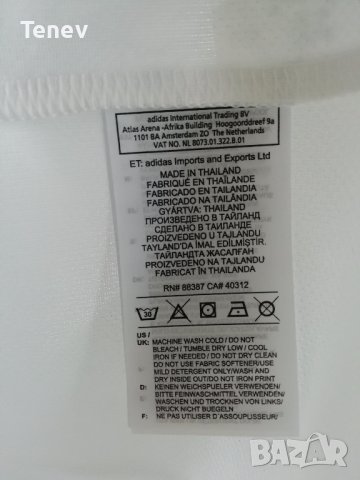 Tenev
adidas International Trading BV
Atlas Arena -Afrika Building Hoogoorddreef 9a
1101 BA Amsterdam ZO The Netherlands
VAT NO. NL 8073.01.322.B.01
ET: adidas Imports and Exports Ltd
MADE IN THAILAND
FABRIQUÉ EN THAÏLANDE
FABRICADO EN TAILANDIA
FABRICADO NA TAILÂNDIA
GYÁRTVA: THAILAND
ПРОИЗВЕДЕНО В ТАЙЛАНД
СДЕЛАНО В ТАИЛАНДЕ
PROIZVEDENO U TAJLANDU
TAYLAND'DA İMAL EDİLMİŞTİR.
ТАЙЛАНДТА ЖАСАЛҒАН
PROIZVEDENO NA TAJLANDU
FABRICAT ÎN THAILANDA
RN# 88387 CA# 40312
30
US /
UK: MACHINE WASH COLD / DO NOT
BLEACH / TUMBLE DRY LOW / COOL
IRON IF NEEDED / DO NOT DRY CLEAN
DO NOT USE FABRIC SOFTENER/USE
MILD DETERGENT ONLY/WASH AND
DRY INSIDE OUT/DO NOT IRON PRINT
D: KEINEN WEICHSPUELER VERWENDEN/
BITTE FEINWASCHMITTEL VERWENDEN/
WASCHEN UND TROCKNEN VON LINKS/
DRUCK NICHT BUEGELN
F: NE PAS UTILISER D'ASSOUPLISSEUR/
BAZAR